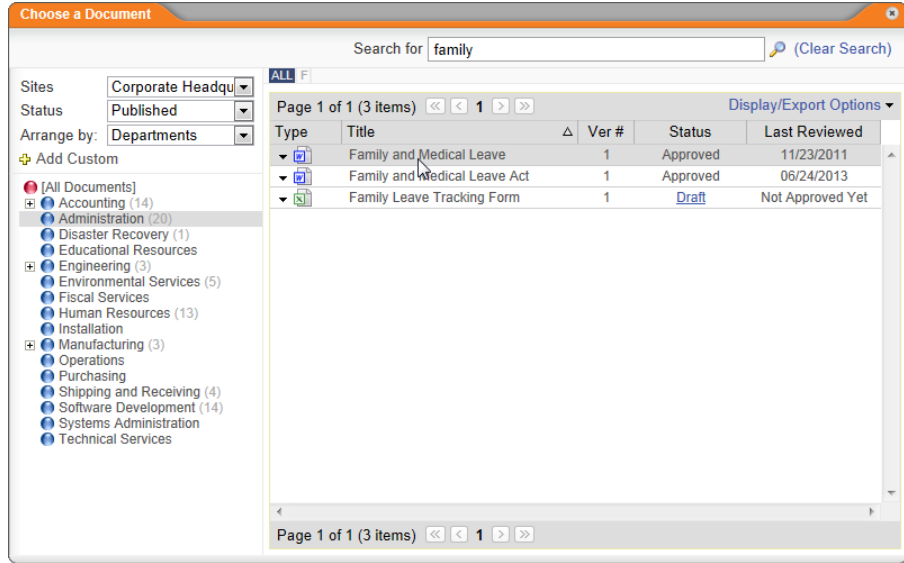 Choose a Document
Search for family (Clear Search)
Sites Corporate Headqu
Status Published
Arrange by: Departments
Add Custom
[All Documents]
Accounting (14)
Administration (20)
Disaster Recovery (1)
Educational Resources
Engineering (3)
Environmental Services (5)
Fiscal Services
Human Resources (13)
Installation
Manufacturing (3)
Operations
Purchasing
Shipping and Receiving (4)
Software Development (14)
Systems Administration
Technical Services
ALL F
Page 1 of 1 (3 items) 1 Display/Export Options
Type Title Ver # Status Last Reviewed
Family and Medical Leave 1 Approved 11/23/2011
Family and Medical Leave Act 1 Approved 06/24/2013
Family Leave Tracking Form 1 Draft Not Approved Yet
Page 1 of 1 (3 items) 1